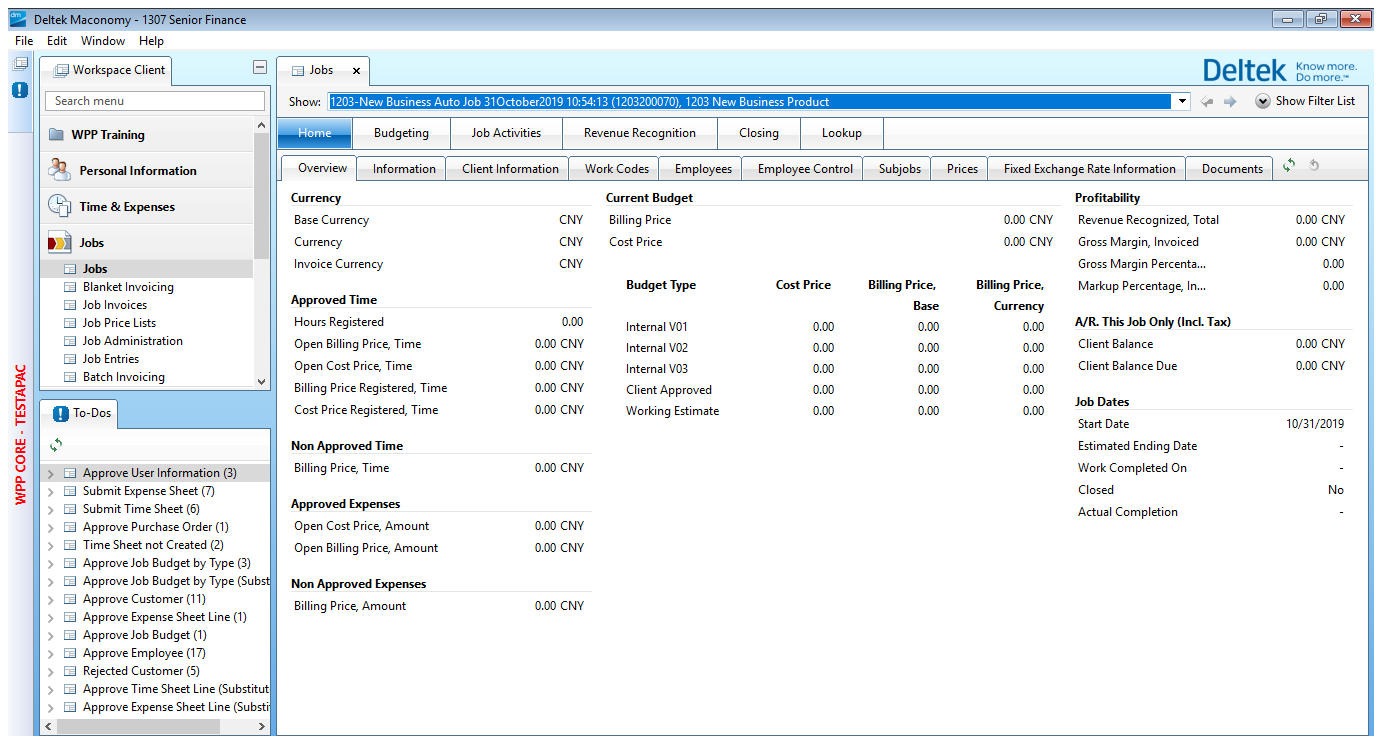 Deltek Maconomy - 1307 Senior Finance
File Edit Window Help
Workspace Client
Search menu
WPP Training
Personal Information
Time & Expenses
Jobs
Jobs
Blanket Invoicing
Job Invoices
Job Price Lists
Job Administration
Job Entries
Batch Invoicing
WPP CORE - TESTAPAC
To-Dos
Approve User Information (3)
Submit Expense Sheet (7)
Submit Time Sheet (6)
Approve Purchase Order (1)
Time Sheet not Created (2)
Approve Job Budget by Type (3)
Approve Job Budget by Type (Subst
Approve Customer (11)
Approve Expense Sheet Line (1)
Approve Job Budget (1)
Approve Employee (17)
Rejected Customer (5)
Approve Time Sheet Line (Substitut
Approve Expense Sheet Line (Substi
Jobs
Deltek Know more. Do more.™
Show: 1203-New Business Auto Job 31October2019 10:54:13 (1203200070), 1203 New Business Product Show Filter List
Home Budgeting Job Activities Revenue Recognition Closing Lookup
Overview Information Client Information Work Codes Employees Employee Control Subjobs Prices Fixed Exchange Rate Information Documents
Currency
Base Currency CNY
Currency CNY
Invoice Currency CNY
Approved Time
Hours Registered 0.00
Open Billing Price, Time 0.00 CNY
Open Cost Price, Time 0.00 CNY
Billing Price Registered, Time 0.00 CNY
Cost Price Registered, Time 0.00 CNY
Non Approved Time
Billing Price, Time 0.00 CNY
Approved Expenses
Open Cost Price, Amount 0.00 CNY
Open Billing Price, Amount 0.00 CNY
Non Approved Expenses
Billing Price, Amount 0.00 CNY
Current Budget
Billing Price 0.00 CNY
Cost Price 0.00 CNY
Budget Type Cost Price Billing Price, Base Billing Price, Currency
Internal V01 0.00 0.00 0.00
Internal V02 0.00 0.00 0.00
Internal V03 0.00 0.00 0.00
Client Approved 0.00 0.00 0.00
Working Estimate 0.00 0.00 0.00
Profitability
Revenue Recognized, Total 0.00 CNY
Gross Margin, Invoiced 0.00 CNY
Gross Margin Percenta... 0.00
Markup Percentage, In... 0.00
A/R. This Job Only (Incl. Tax)
Client Balance 0.00 CNY
Client Balance Due 0.00 CNY
Job Dates
Start Date 10/31/2019
Estimated Ending Date -
Work Completed On -
Closed No
Actual Completion -